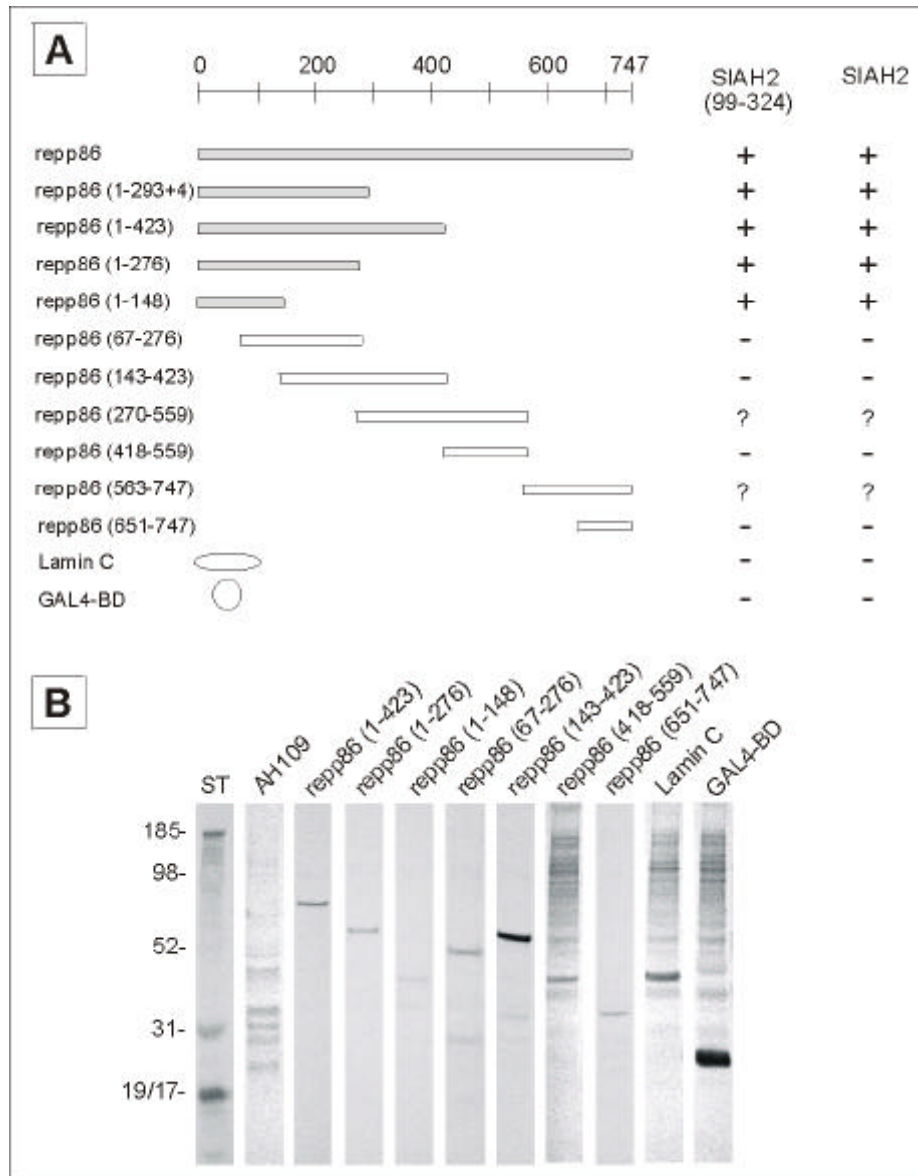 A
0 200 400 600 747
SIAH2 (99-324) SIAH2
repp86 + +
repp86 (1-293+4) + +
repp86 (1-423) + +
repp86 (1-276) + +
repp86 (1-148) + +
repp86 (67-276) - -
repp86 (143-423) - -
repp86 (270-559) ? ?
repp86 (418-559) - -
repp86 (563-747) ? ?
repp86 (651-747) - -
Lamin C - -
GAL4-BD - -
B
ST AH109 repp86 (1-423) repp86 (1-276) repp86 (1-148) repp86 (67-276) repp86 (143-423) repp86 (418-559) repp86 (651-747) Lamin C GAL4-BD
185-
98-
52-
31-
19/17-